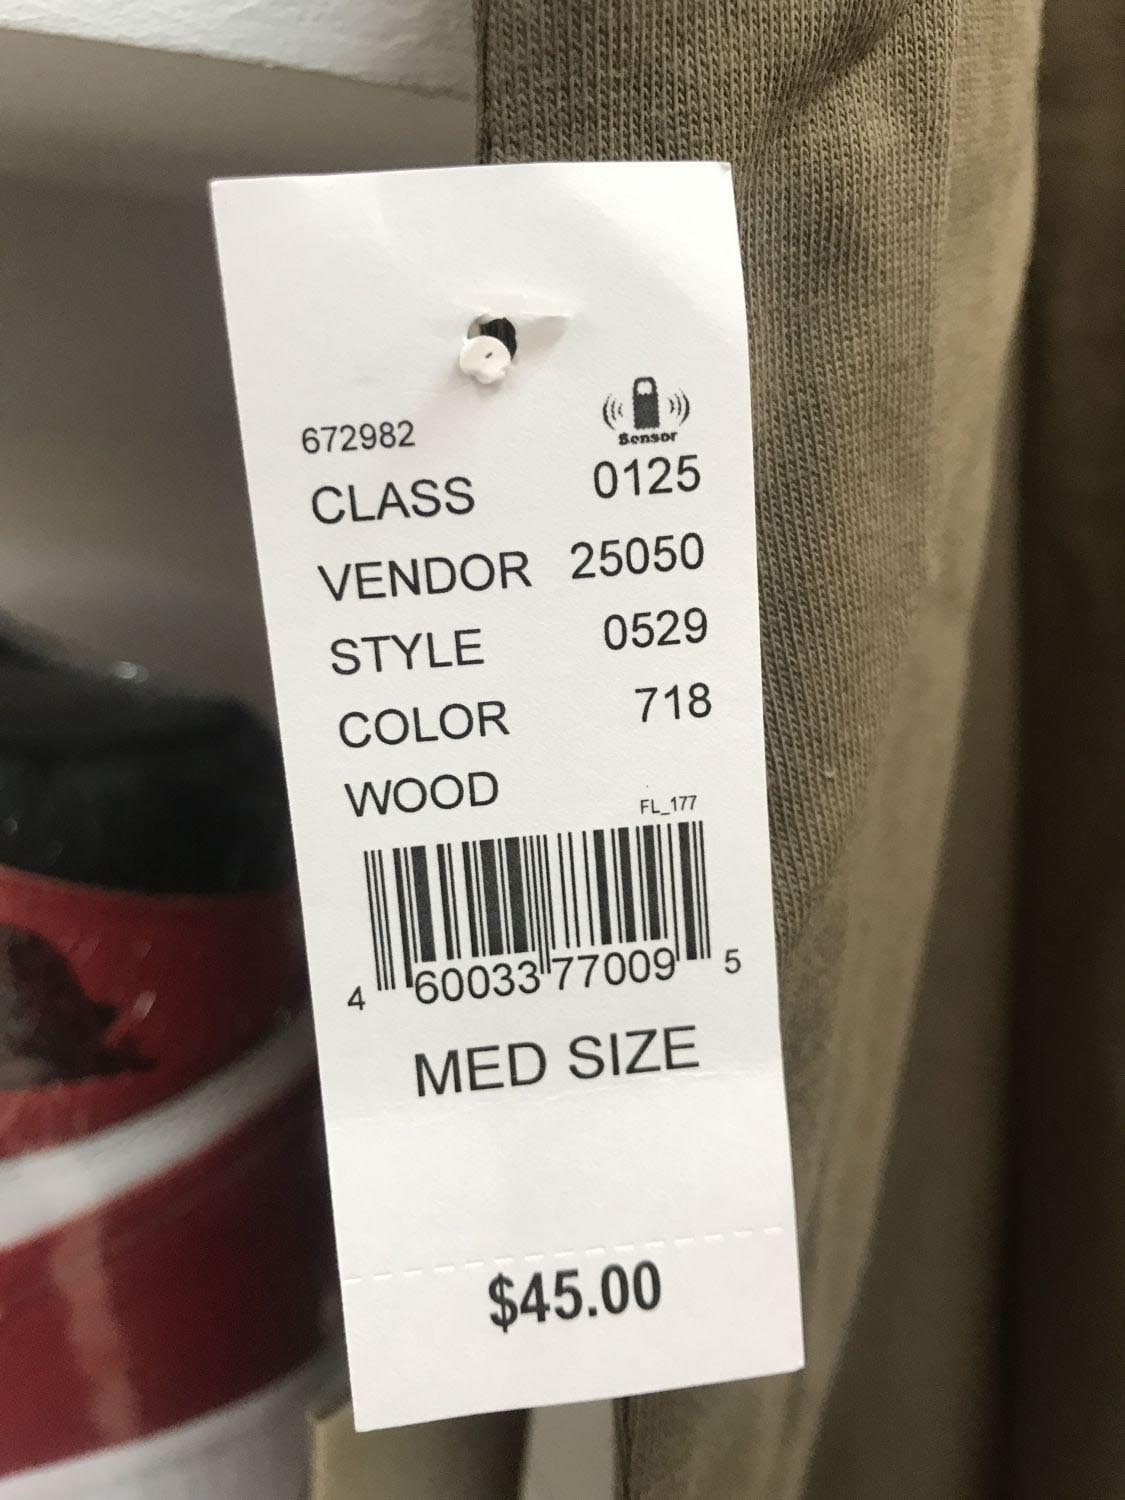 672982
Sensor
CLASS 0125
VENDOR 25050
STYLE 0529
COLOR 718
WOOD
FL_177
4 60033 77009 5
MED SIZE
$45.00